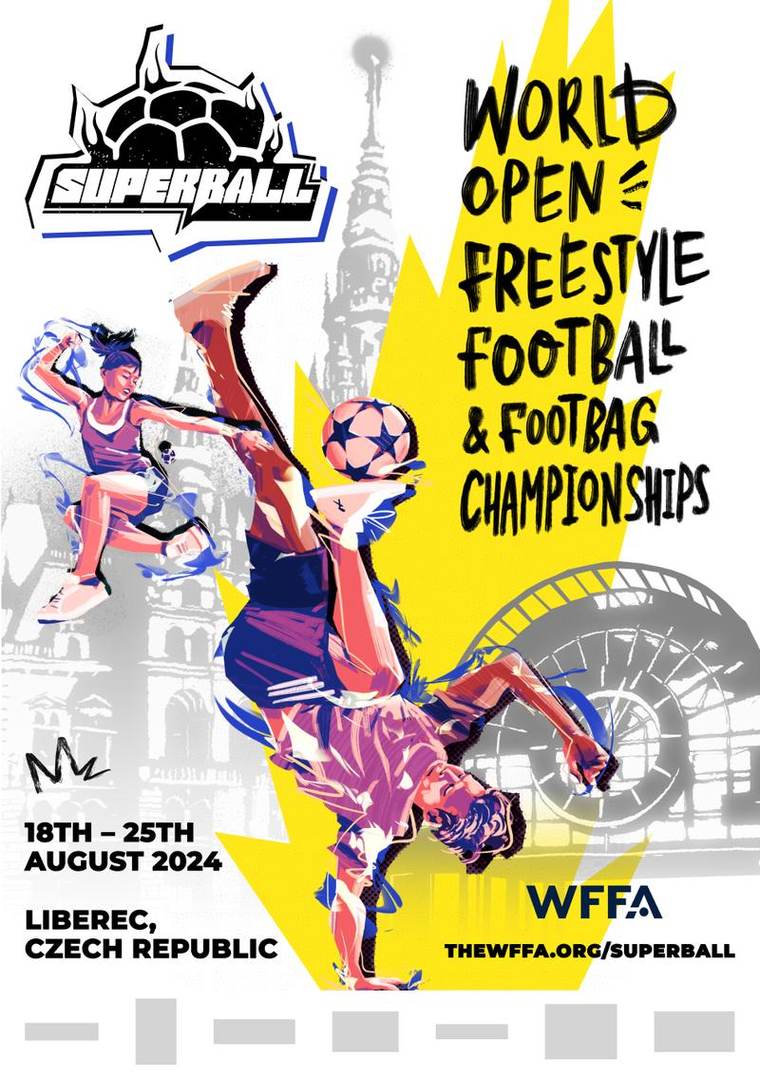 SUPERBALL
WORLD
OPEN
FREESTYLE
FOOTBALL
& FOOTBAG
CHAMPIONSHIPS
18TH – 25TH
AUGUST 2024
LIBEREC,
CZECH REPUBLIC
WFFA
THEWFFA.ORG/SUPERBALL